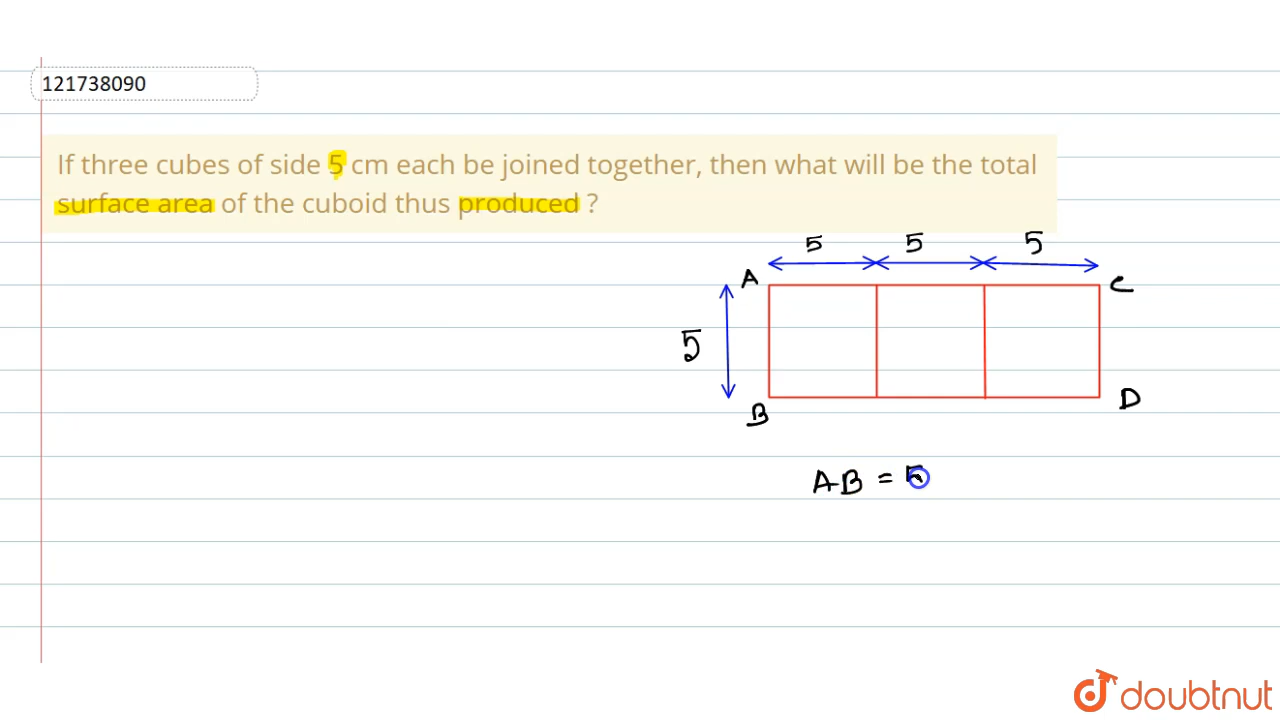 121738090
If three cubes of side 5 cm each be joined together, then what will be the total
surface area of the cuboid thus produced ?
5 5 5
A C
5
B D
AB = 5
doubtnut